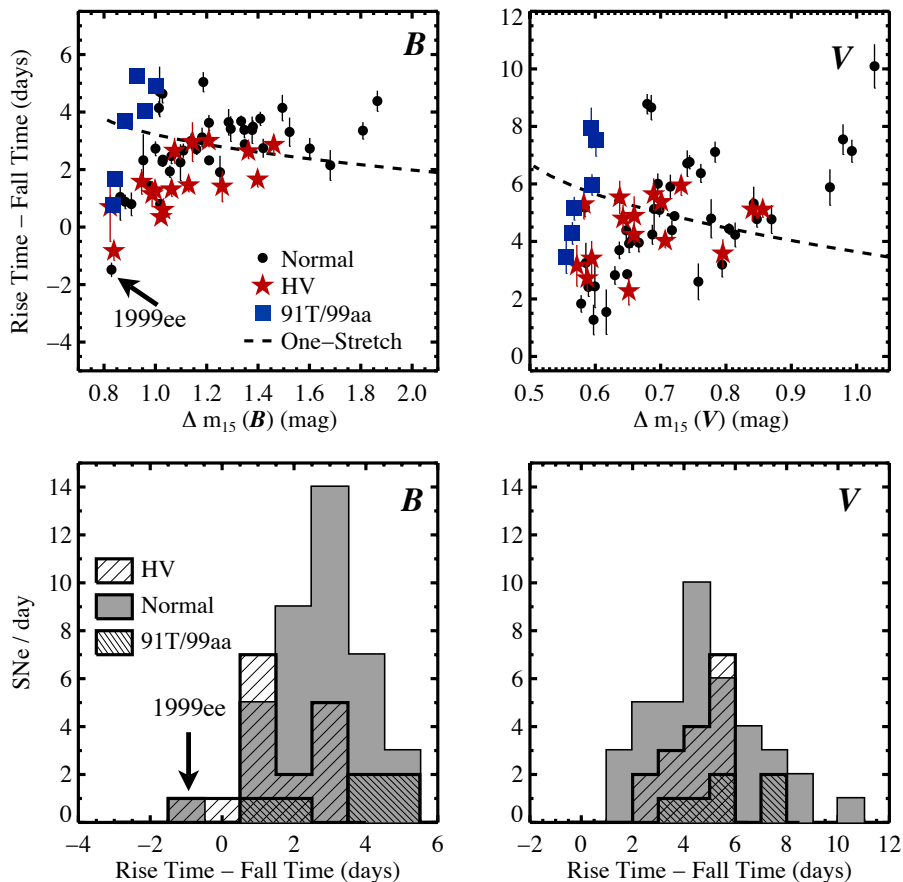 Rise Time – Fall Time (days)
6
4
2
0
−2
−4
B
1999ee
Normal
HV
91T/99aa
One−Stretch
0.8 1.0 1.2 1.4 1.6 1.8 2.0
Δ m15 (B) (mag)
12
10
8
6
4
2
0
V
0.5 0.6 0.7 0.8 0.9 1.0
Δ m15 (V) (mag)
SNe / day
14
12
10
8
6
4
2
0
B
HV
Normal
91T/99aa
1999ee
−2 0 2 4 6
Rise Time – Fall Time (days)
14
12
10
8
6
4
2
0
V
−2 0 2 4 6 8 10 12
Rise Time – Fall Time (days)